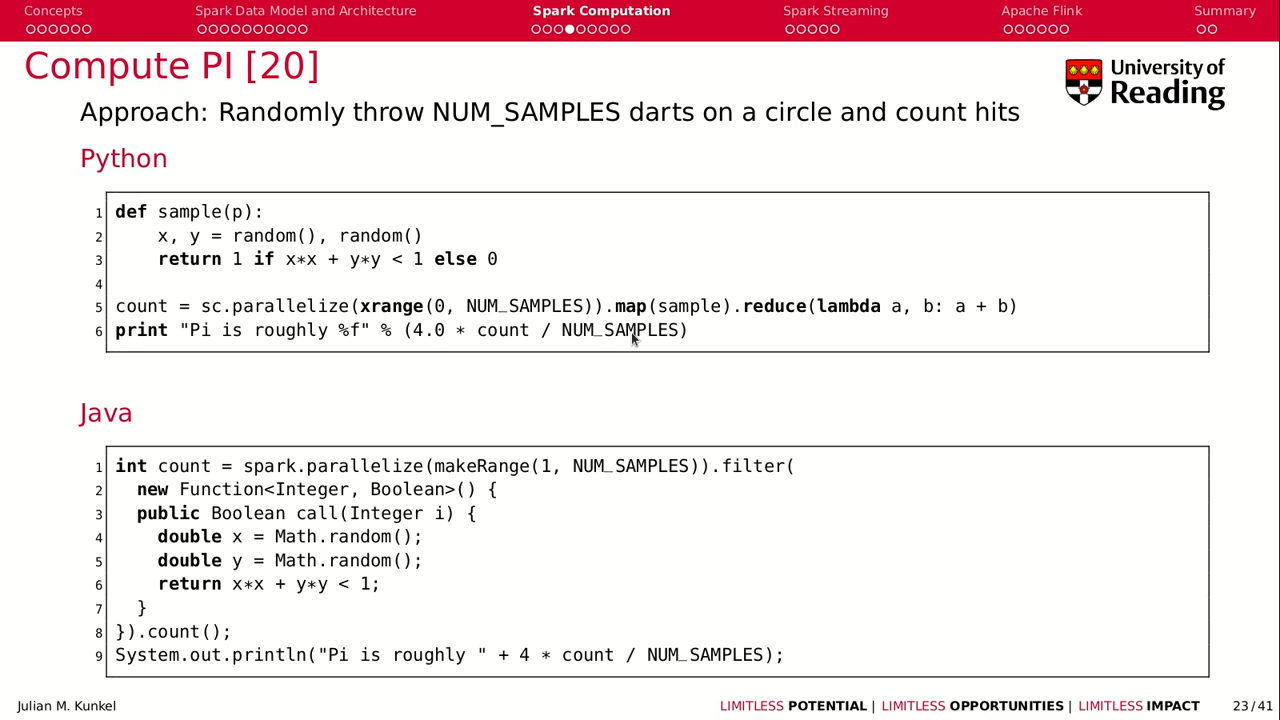 Concepts Spark Data Model and Architecture Spark Computation Spark Streaming Apache Flink Summary
Compute PI [20]
University of
Reading
Approach: Randomly throw NUM_SAMPLES darts on a circle and count hits
Python
1 def sample(p):
2     x, y = random(), random()
3     return 1 if x*x + y*y < 1 else 0
4
5 count = sc.parallelize(xrange(0, NUM_SAMPLES)).map(sample).reduce(lambda a, b: a + b)
6 print "Pi is roughly %f" % (4.0 * count / NUM_SAMPLES)
Java
1 int count = spark.parallelize(makeRange(1, NUM_SAMPLES)).filter(
2   new Function<Integer, Boolean>() {
3   public Boolean call(Integer i) {
4     double x = Math.random();
5     double y = Math.random();
6     return x*x + y*y < 1;
7   }
8 }).count();
9 System.out.println("Pi is roughly " + 4 * count / NUM_SAMPLES);
Julian M. Kunkel LIMITLESS POTENTIAL | LIMITLESS OPPORTUNITIES | LIMITLESS IMPACT 23/41